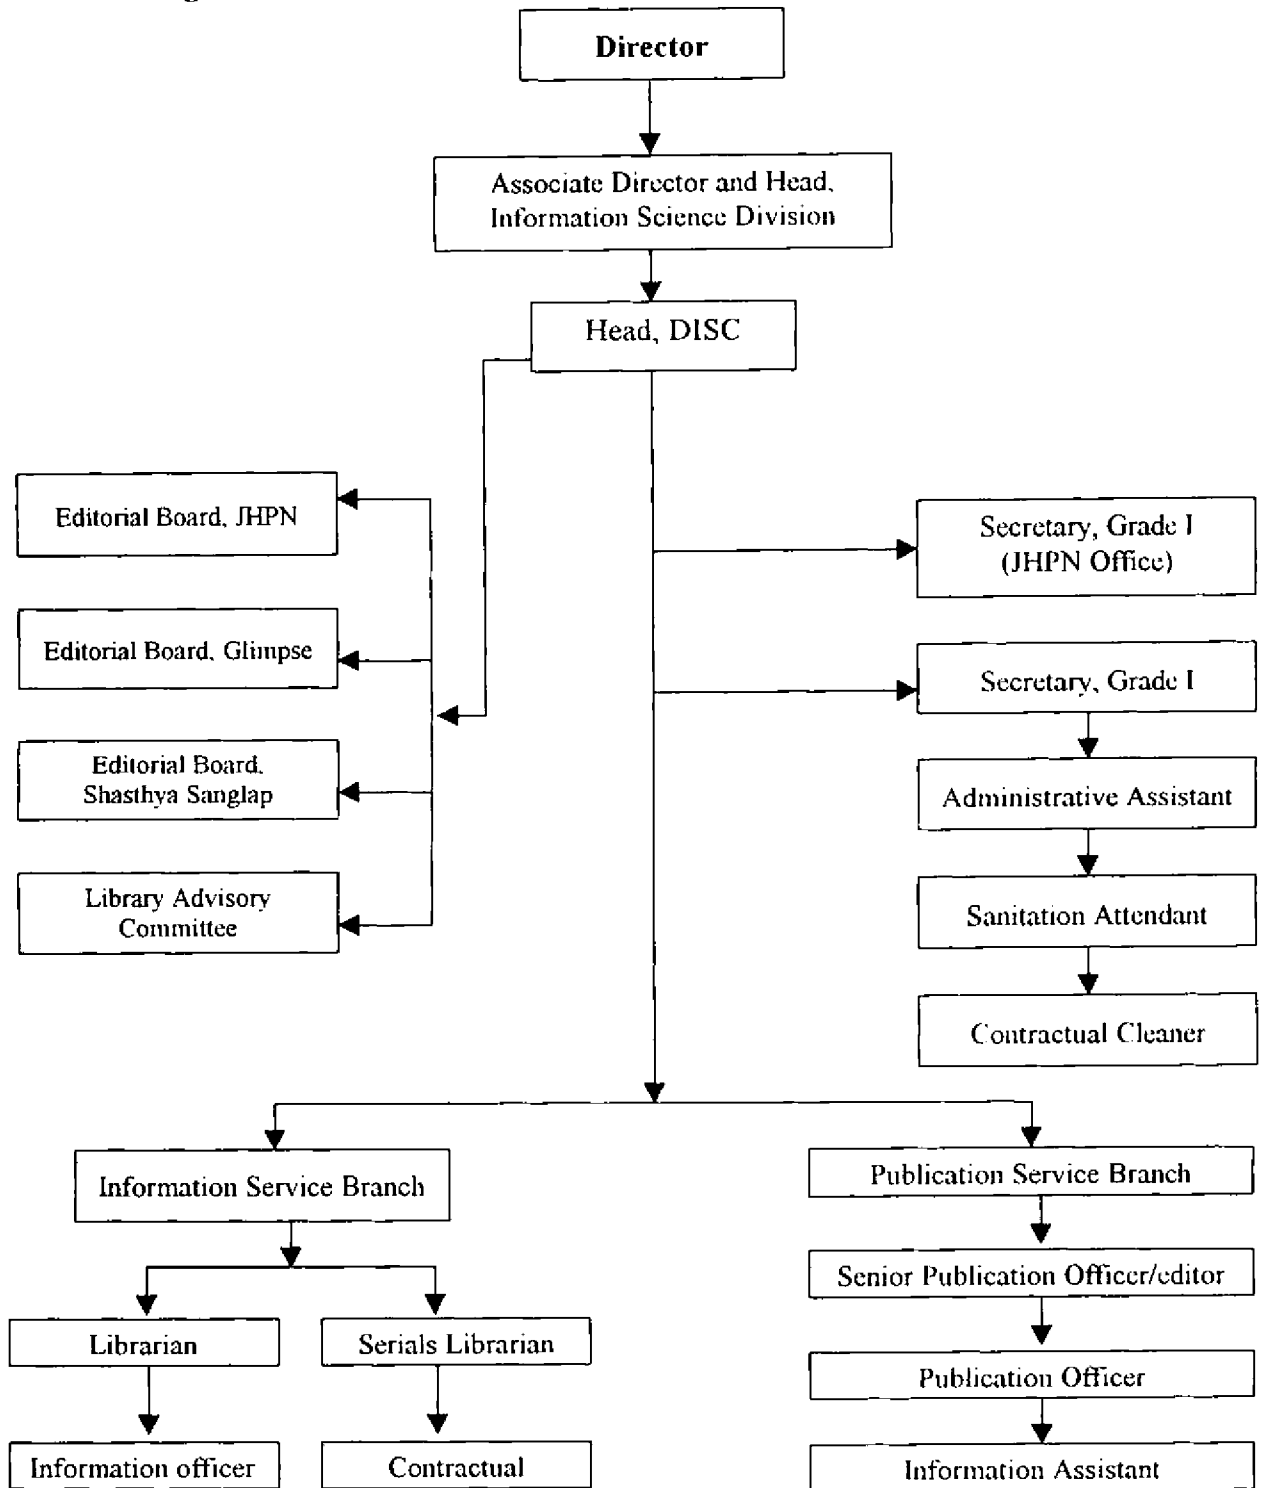 Director
Associate Director and Head,
Information Science Division
Head, DISC
Editorial Board, JHPN
Editorial Board, Glimpse
Editorial Board,
Shasthya Sanglap
Library Advisory
Committee
Secretary, Grade I
(JHPN Office)
Secretary, Grade I
Administrative Assistant
Sanitation Attendant
Contractual Cleaner
Information Service Branch
Librarian
Serials Librarian
Information officer
Contractual
Publication Service Branch
Senior Publication Officer/editor
Publication Officer
Information Assistant